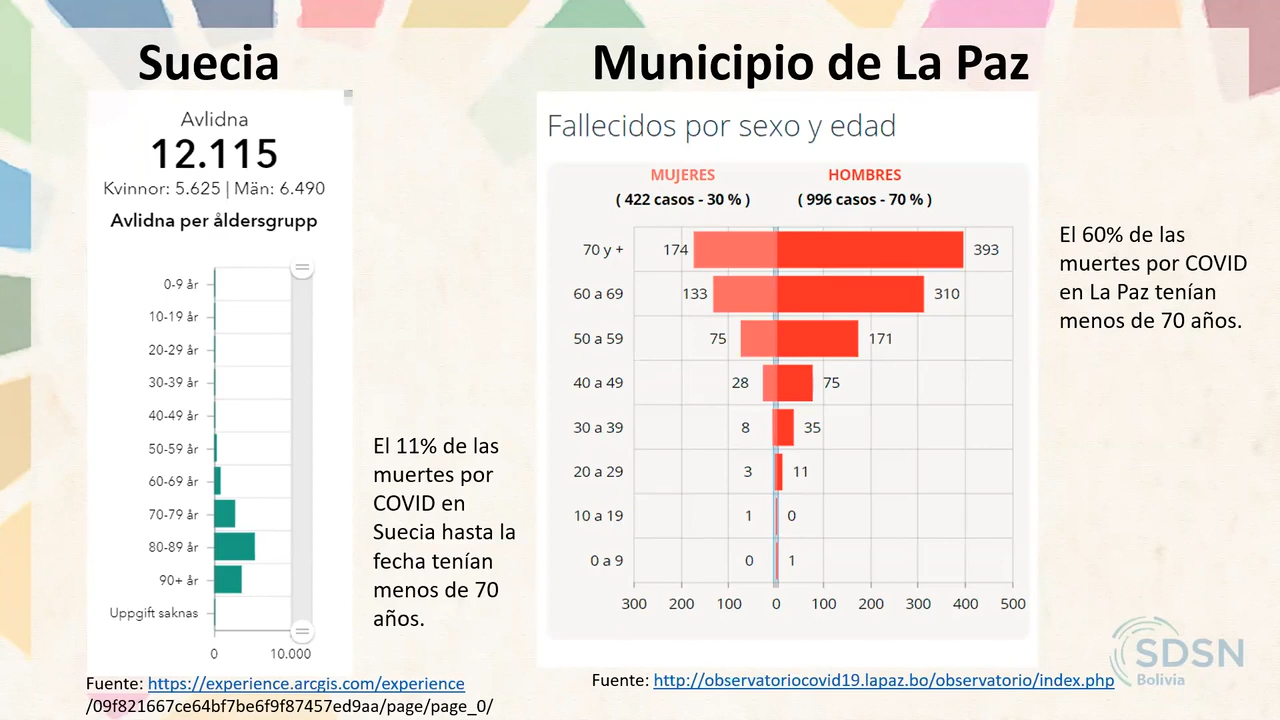 Suecia
Avlidna
12.115
Kvinnor: 5.625 | Män: 6.490
Avlidna per åldersgrupp
0-9 år
10-19 år
20-29 år
30-39 år
40-49 år
50-59 år
60-69 år
70-79 år
80-89 år
90+ år
Uppgift saknas
0 10.000
El 11% de las
muertes por
COVID en
Suecia hasta la
fecha tenían
menos de 70
años.
Fuente: https://experience.arcgis.com/experience
/09f821667ce64bf7be6f9f87457ed9aa/page/page_0/
Municipio de La Paz
Fallecidos por sexo y edad
MUJERES HOMBRES
( 422 casos - 30 % ) ( 996 casos - 70 % )
70 y + 174 393
60 a 69 133 310
50 a 59 75 171
40 a 49 28 75
30 a 39 8 35
20 a 29 3 11
10 a 19 1 0
0 a 9 0 1
300 200 100 0 100 200 300 400 500
El 60% de las
muertes por COVID
en La Paz tenían
menos de 70 años.
Fuente: http://observatoriocovid19.lapaz.bo/observatorio/index.php
SDSN
Bolivia